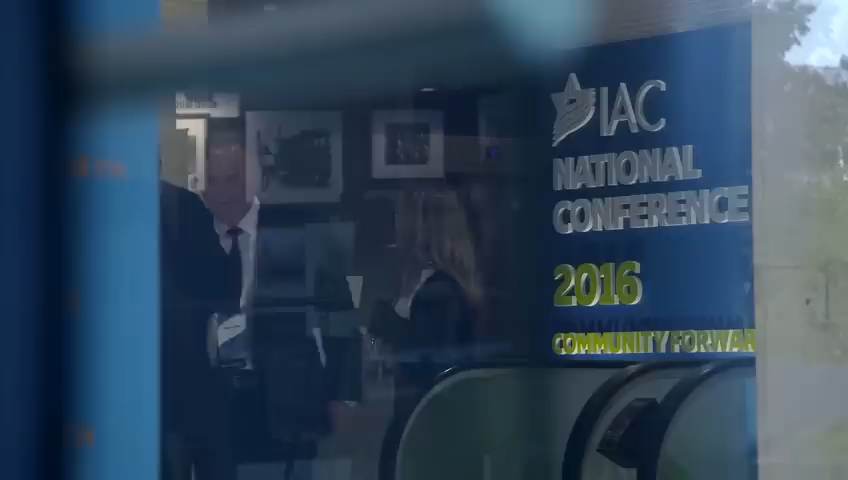 IAC
NATIONAL
CONFERENCE
2016
COMMUNITY FORWAR